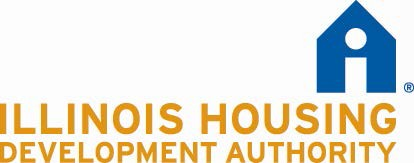 i ®
ILLINOIS HOUSING
DEVELOPMENT AUTHORITY